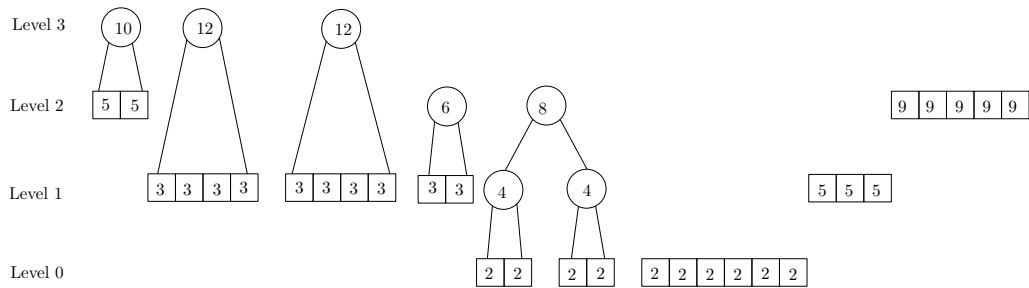 Level 3 10 12 12
Level 2 5 5 6 8 9 9 9 9 9
Level 1 3 3 3 3 3 3 3 3 3 3 4 4 5 5 5
Level 0 2 2 2 2 2 2 2 2 2 2